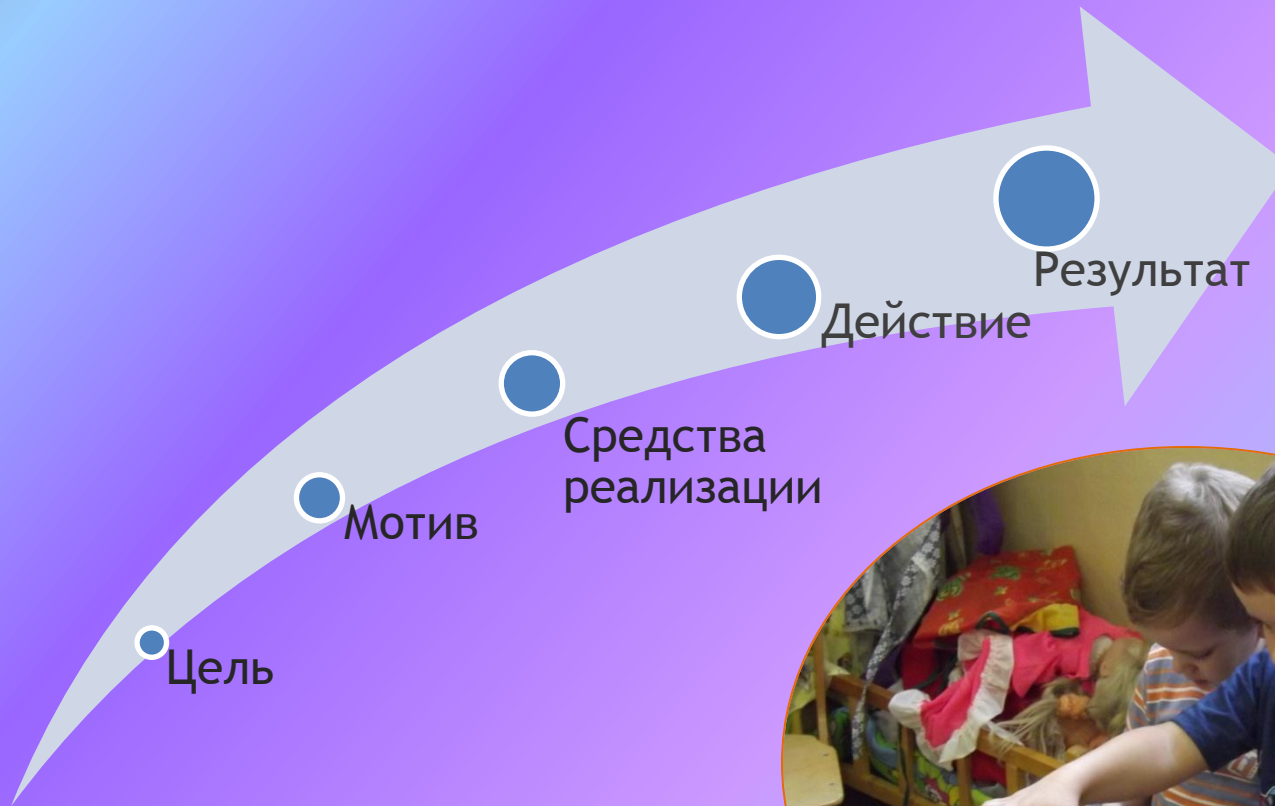 Цель
Мотив
Средства
реализации
Действие
Результат